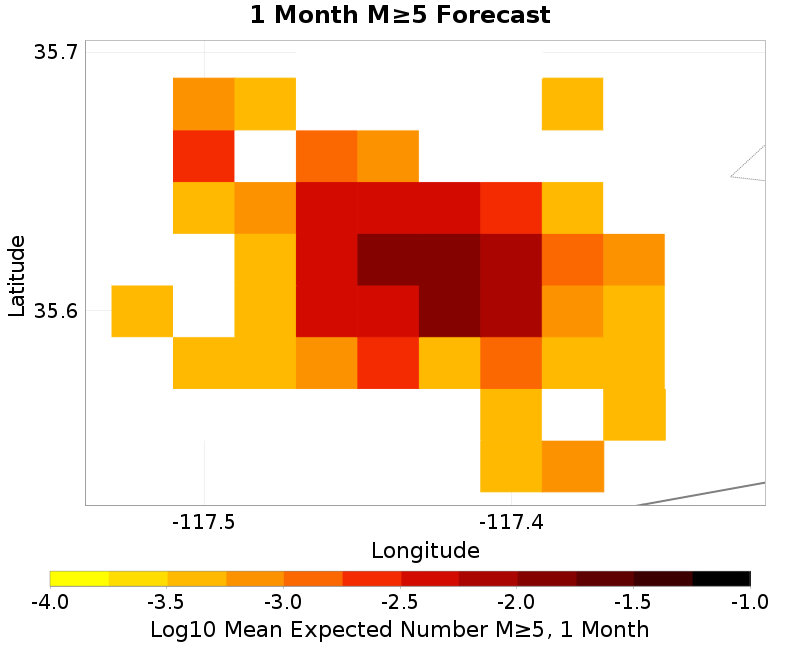 1 Month M≥5 Forecast
35.7
35.6
Latitude
-117.5 -117.4
Longitude
-4.0 -3.5 -3.0 -2.5 -2.0 -1.5 -1.0
Log10 Mean Expected Number M≥5, 1 Month